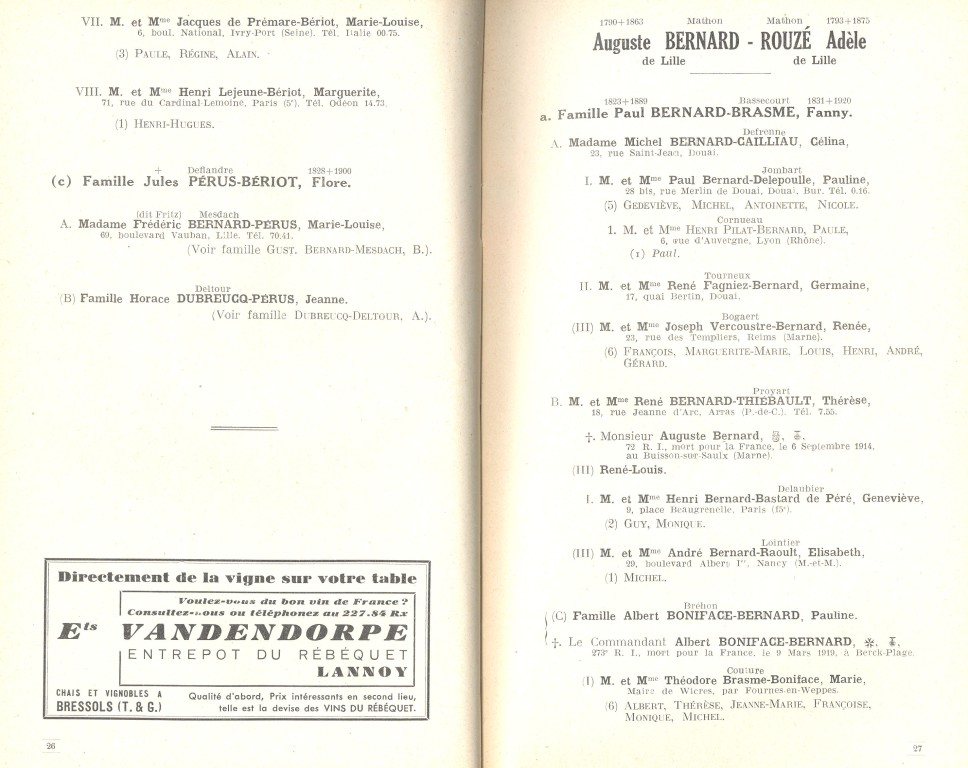 VII. M. et Mme Jacques de Prémare-Bériot, Marie-Louise,
6, boul. National, Ivry-Port (Seine). Tél. Italie 00.75.
(3) PAULE, RÉGINE, ALAIN.
VIII. M. et Mme Henri Lejeune-Bériot, Marguerite,
71, rue du Cardinal-Lemoine, Paris (5e). Tél. Odéon 14.73.
(1) HENRI-HUGUES.
+ Deflandre 1828+1900
(c) Famille Jules PÉRUS-BÉRIOT, Flore.
(dit Fritz) Mesdach
A. Madame Frédéric BERNARD-PÉRUS, Marie-Louise,
69, boulevard Vauban, Lille. Tél. 70.41.
(Voir famille GUST. BERNARD-MESDACH, B.).
Deltour
(B) Famille Horace DUBREUCQ-PÉRUS, Jeanne.
(Voir famille DUBREUCQ-DELTOUR, A.).
Directement de la vigne sur votre table
Voulez-vous du bon vin de France ?
Consultez-nous ou téléphonez au 227.84 Rx
Ets VANDENDORPE
ENTREPOT DU RÉBÉQUET
LANNOY
CHAIS ET VIGNOBLES A
BRESSOLS (T. & G.)
Qualité d'abord, Prix intéressants en second lieu,
telle est la devise des VINS DU RÉBÉQUET.
26
1790+1863 Mathon Mathon 1793+1875
Auguste BERNARD - ROUZÉ Adèle
de Lille de Lille
1823+1889 Bassecourt 1831+1920
a. Famille Paul BERNARD-BRASME, Fanny.
Defrenne
A. Madame Michel BERNARD-CAILLIAU, Célina,
23, rue Saint-Jean, Douai.
Jombart
I. M. et Mme Paul Bernard-Delepoulle, Pauline,
28 bis, rue Merlin de Douai, Douai. Bur. Tél. 0.16.
(5) GEDEVIÈVE, MICHEL, ANTOINETTE, NICOLE.
Cornueau
1. M. et Mme HENRI PILAT-BERNARD, PAULE,
6, rue d'Auvergne, Lyon (Rhône).
(1) Paul.
Tourneux
II. M. et Mme René Fagniez-Bernard, Germaine,
17, quai Bertin, Douai.
Bogaert
(III) M. et Mme Joseph Vercoustre-Bernard, Renée,
23, rue des Templiers, Reims (Marne).
(6) FRANÇOIS, MARGUERITE-MARIE, LOUIS, HENRI, ANDRÉ,
GÉRARD.
Proyart
B. M. et Mme René BERNARD-THIÉBAULT, Thérèse,
18, rue Jeanne d'Arc, Arras (P.-de-C.). Tél. 7.55.
†. Monsieur Auguste Bernard,
72 R. I., mort pour la France, le 6 Septembre 1914,
au Buisson-sur-Saulx (Marne).
(III) René-Louis.
Delaubier
I. M. et Mme Henri Bernard-Bastard de Péré, Geneviève,
9, place Beaugrenelle, Paris (15e).
(2) GUY, MONIQUE.
Lointier
(III) M. et Mme André Bernard-Raoult, Elisabeth,
29, boulevard Albert Ier, Nancy (M.-et-M.).
(1) MICHEL.
Bréhon
(C) Famille Albert BONIFACE-BERNARD, Pauline.
†. Le Commandant Albert BONIFACE-BERNARD,
273e R. I., mort pour la France, le 9 Mars 1919, à Berck-Plage.
Couture
(I) M. et Mme Théodore Brasme-Boniface, Marie,
Maire de Wicres, par Fournes-en-Weppes.
(6) ALBERT, THÉRÈSE, JEANNE-MARIE, FRANÇOISE,
MONIQUE, MICHEL.
27